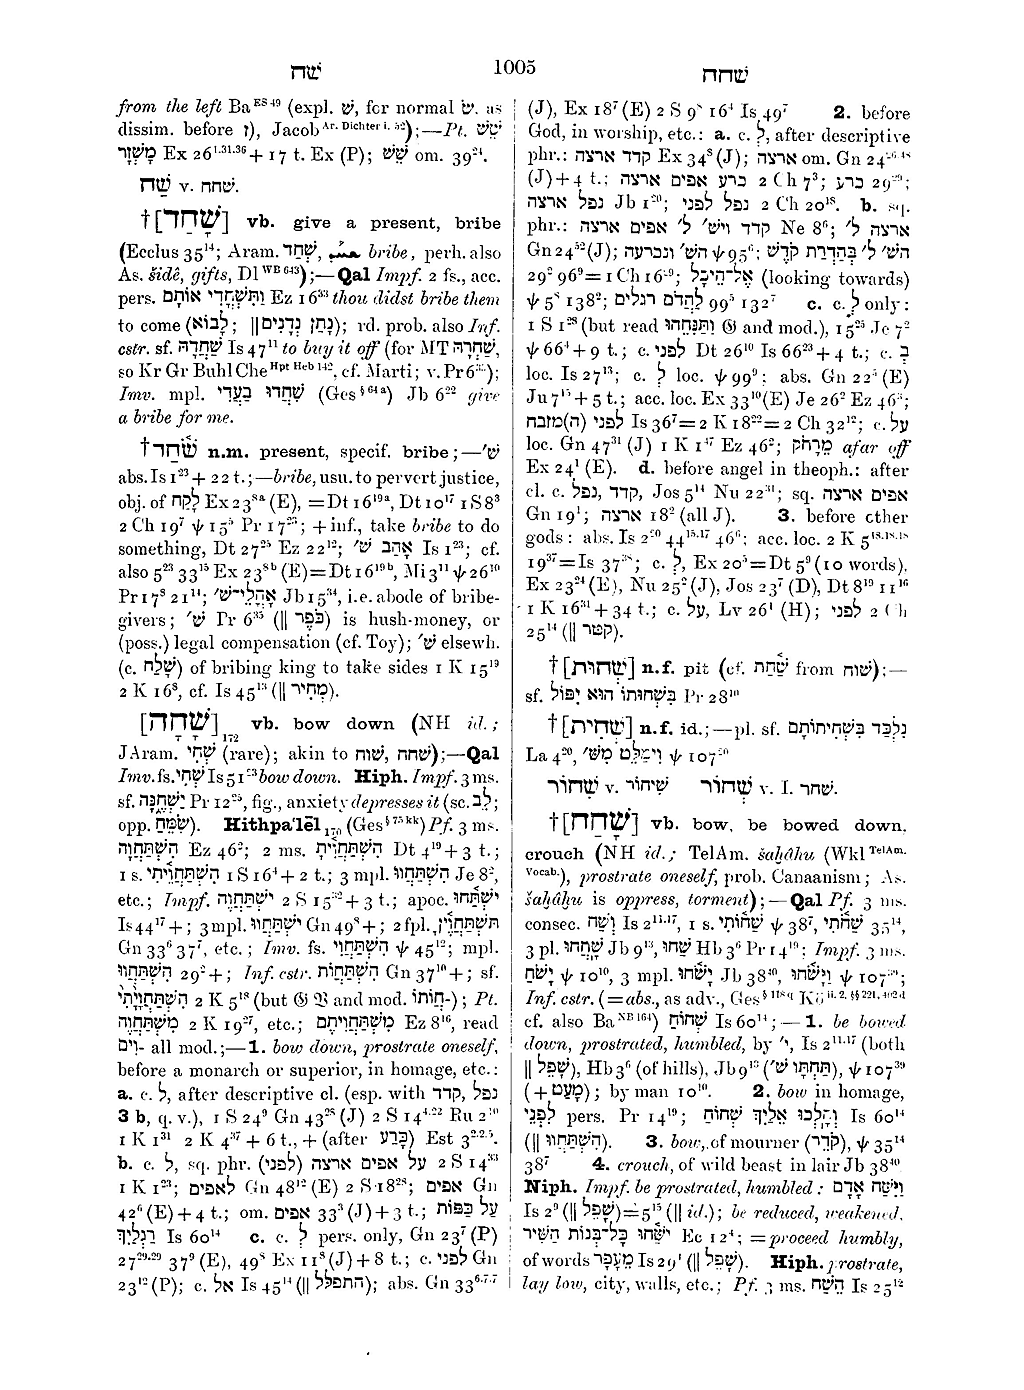 שׁח
1005
שׁחח
from the left Ba ES 49 (expl. שׁ, for normal שׂ. as
dissim. before ז), Jacob Ar. Dichter i. 52);—Pt. שֵׁשׁ
מָשְׁזָר Ex 26 1.31.36 + 17 t. Ex (P); שֵׁשׁ om. 39 24.
שַׁח v. שׁחח.
†[שָׁחַד] vb. give a present, bribe
(Ecclus 35 14; Aram. שְׁחַד, bribe, perh. also
As. šidê, gifts, Dl WB 643);—Qal Impf. 2 fs., acc.
pers. וַתִּשְׁחֳדִי אוֹתָם Ez 16 33 thou didst bribe them
to come (לָבוֹא; || נָתַן נְדָנִים); rd. prob. also Inf.
cstr. sf. שַׁחֲדָהּ Is 47 11 to buy it off (for MT שַׁחְרָהּ,
so Kr Gr Buhl Che Hpt Heb 142, cf. Marti; v. Pr 6 35);
Imv. mpl. שִׁחֲדוּ בַעֲדִי (Ges § 64 a) Jb 6 22 give
a bribe for me.
†שֹׁחַד n.m. present, specif. bribe;—שׁ׳
abs. Is 1 23 + 22 t.;—bribe, usu. to pervert justice,
obj. of לָקַח Ex 23 8a (E), = Dt 16 19a, Dt 10 17 1 S 8 3
2 Ch 19 7 ψ 15 5 Pr 17 23; + inf., take bribe to do
something, Dt 27 25 Ez 22 12; אָהַב שׁ׳ Is 1 23; cf.
also 5 23 33 15 Ex 23 8b (E) = Dt 16 19b, Mi 3 11 ψ 26 10
Pr 17 8 21 14; אָהֳלֵי־שׁ׳ Jb 15 34, i.e. abode of bribe-
givers; שׁ׳ Pr 6 35 (|| כֹּפֶר) is hush-money, or
(poss.) legal compensation (cf. Toy); שׁ׳ elsewh.
(c. שָׁלַח) of bribing king to take sides 1 K 15 19
2 K 16 8, cf. Is 45 13 (|| מְחִיר).
[שָׁחָה] 172 vb. bow down (NH id.;
JAram. שְׁחֵי (rare); akin to שׁוּח, שׁחח);—Qal
Imv. fs. שְׁחִי Is 51 23 bow down. Hiph. Impf. 3 ms.
sf. יַשְׁחֶנָּה Pr 12 25, fig., anxiety depresses it (sc. לֵב;
opp. שִׂמַּח). Hithpa‘lēl 170 (Ges § 75 kk) Pf. 3 ms.
הִשְׁתַּחֲוָה Ez 46 2; 2 ms. הִשְׁתַּחֲוִיתָ Dt 4 19 + 3 t.;
1 s. הִשְׁתַּחֲוֵיתִי 1 S 16 4 + 2 t.; 3 mpl. הִשְׁתַּחֲווּ Je 8 2,
etc.; Impf. יִשְׁתַּחֲוֶה 2 S 15 32 + 3 t.; apoc. יִשְׁתַּחוּ
Is 44 17 +; 3 mpl. יִשְׁתַּחֲווּ Gn 49 8 +; 2 fpl. תִּשְׁתַּחֲוֶיןָ,
Gn 33 6 37 7, etc.; Imv. fs. הִשְׁתַּחֲוִי ψ 45 12; mpl.
הִשְׁתַּחֲווּ 29 2 +; Inf. cstr. הִשְׁתַּחֲוֹת Gn 37 10 +; sf.
הִשְׁתַּחֲוָיָתִי 2 K 5 18 (but 𝔊 𝔙 and mod. חֲוֹתוֹ-); Pt.
מִשְׁתַּחֲוֶה 2 K 19 37, etc.; מִשְׁתַּחֲוִיתֶם Ez 8 16, read
וִים- all mod.;—1. bow down, prostrate oneself,
before a monarch or superior, in homage, etc.:
a. c. לְ, after descriptive cl. (esp. with קדד, נפל
3 b, q. v.), 1 S 24 9 Gn 43 28 (J) 2 S 14 4.22 Ru 2 10
1 K 1 31 2 K 4 37 + 6 t., + (after כָּרַע) Est 3 2.2.5.
b. c. לְ, sq. phr. (לפני) על אפים ארצה 2 S 14 33
1 K 1 23; לאפים Gn 48 12 (E) 2 S 18 28; אפים Gn
42 6 (E) + 4 t.; om. אפים 33 3 (J) + 3 t.; עַל כַּפּוֹת
רַגְלַיִךְ Is 60 14 c. c. לְ pers. only, Gn 23 7 (P)
27 29.29 37 9 (E), 49 8 Ex 11 8 (J) + 8 t.; c. לפני Gn
23 12 (P); c. אל Is 45 14 (|| התפלל); abs. Gn 33 6.7.7
(J), Ex 18 7 (E) 2 S 9 8 16 4 Is 49 7 2. before
God, in worship, etc.: a. c. לְ, after descriptive
phr.: קדד ארצה Ex 34 8 (J); ארצה om. Gn 24 26.48
(J) + 4 t.; כרע אפים ארצה 2 Ch 7 3; כרע 29 29;
נפל ארצה Jb 1 20; נפל לפני 2 Ch 20 18. b. sq.
phr.: קדד ויש׳ ל׳ אפים ארצה Ne 8 6; ארצה ל׳
Gn 24 52 (J); הש׳ ונכרעה ψ 95 6; הש׳ ל׳ בְּהַדְרַת קֹדֶשׁ
29 2 96 9 = 1 Ch 16 29; אֶל־הֵיכָל (looking towards)
ψ 5 8 138 2; לַהֲדֹם רגלים 99 5 132 7 c. c. לְ only:
1 S 1 28 (but read וַתַּנִּחֵהוּ 𝔊 and mod.), 15 25 Je 7 2
ψ 66 4 + 9 t.; c. לפני Dt 26 10 Is 66 23 + 4 t.; c. בְּ
loc. Is 27 13; c. לְ loc. ψ 99 9; abs. Gn 22 5 (E)
Ju 7 15 + 5 t.; acc. loc. Ex 33 10 (E) Je 26 2 Ez 46 3;
לפני (ה)מזבח Is 36 7 = 2 K 18 22 = 2 Ch 32 12; c. על
loc. Gn 47 31 (J) 1 K 1 47 Ez 46 2; מֵרָחֹק afar off
Ex 24 1 (E). d. before angel in theoph.: after
cl. c. קדד, נפל, Jos 5 14 Nu 22 31; sq. אפים ארצה
Gn 19 1; ארצה 18 2 (all J). 3. before other
gods: abs. Is 2 20 44 15.17 46 6; acc. loc. 2 K 5 18.18.18
19 37 = Is 37 38; c. לְ, Ex 20 5 = Dt 5 9 (10 words),
Ex 23 24 (E), Nu 25 2 (J), Jos 23 7 (D), Dt 8 19 11 16
1 K 16 31 + 34 t.; c. על, Lv 26 1 (H); לפני 2 Ch
25 14 (|| קטר).
†[שְׁחוּת] n.f. pit (cf. שַׁחַת from שׁוּח);—
sf. בִּשְׁחוּתוֹ הוּא יִפּוֹל Pr 28 10
†[שְׁחִית] n.f. id.;—pl. sf. נִלְכַּד בִּשְׁחִיתוֹתָם
La 4 20, וִימַלֵּט מִשּׁ׳ ψ 107 20
שִׁחוֹר v. שִׁיחוֹר. שְׁחוֹר v. I. שׁחר.
†[שָׁחַח] vb. bow, be bowed down,
crouch (NH id.; TelAm. šaḫâḫu (Wkl TelAm.
Vocab.), prostrate oneself, prob. Canaanism; As.
šaḫâḫu is oppress, torment);—Qal Pf. 3 ms.
consec. וְשַׁח Is 2 11.17, 1 s. שַׁחוֹתִי ψ 38 7, שַׁחֹתִי 35 14,
3 pl. שָׁחֲחוּ Jb 9 13, שַׁחוּ Hb 3 6 Pr 14 19; Impf. 3 ms.
יָשֹׁחַ ψ 10 10, 3 mpl. יָשֹׁחוּ Jb 38 40, וַיָּשֹׁחוּ ψ 107 39;
Inf. cstr. (= abs., as adv., Ges § 118 q Kö ii. 2, §§ 221, 402 d
cf. also Ba NB 164) שְׁחוֹחַ Is 60 14;—1. be bowed
down, prostrated, humbled, by י׳, Is 2 11.17 (both
|| שָׁפֵל), Hb 3 6 (of hills), Jb 9 13 (תַּחְתָּו שׁ׳), ψ 107 39
(+ מָעַט); by man 10 10. 2. bow in homage,
לִפְנֵי pers. Pr 14 19; וְהָלְכוּ אֵלַיִךְ שְׁחוֹחַ Is 60 14
(|| הִשְׁתַּחֲווּ). 3. bow, of mourner (קֹדֵר), ψ 35 14
38 7 4. crouch, of wild beast in lair Jb 38 40.
Niph. Impf. be prostrated, humbled: וַיִּשַּׁח אָדָם
Is 2 9 (|| שָׁפֵל) = 5 15 (|| id.); be reduced, weakened,
יִשַּׁחוּ כָּל־בְּנוֹת הַשִּׁיר Ec 12 4; = proceed humbly,
of words מֵעָפָר Is 29 4 (|| שָׁפֵל). Hiph. prostrate,
lay low, city, walls, etc.; Pf. 3 ms. הֵשַׁח Is 25 12